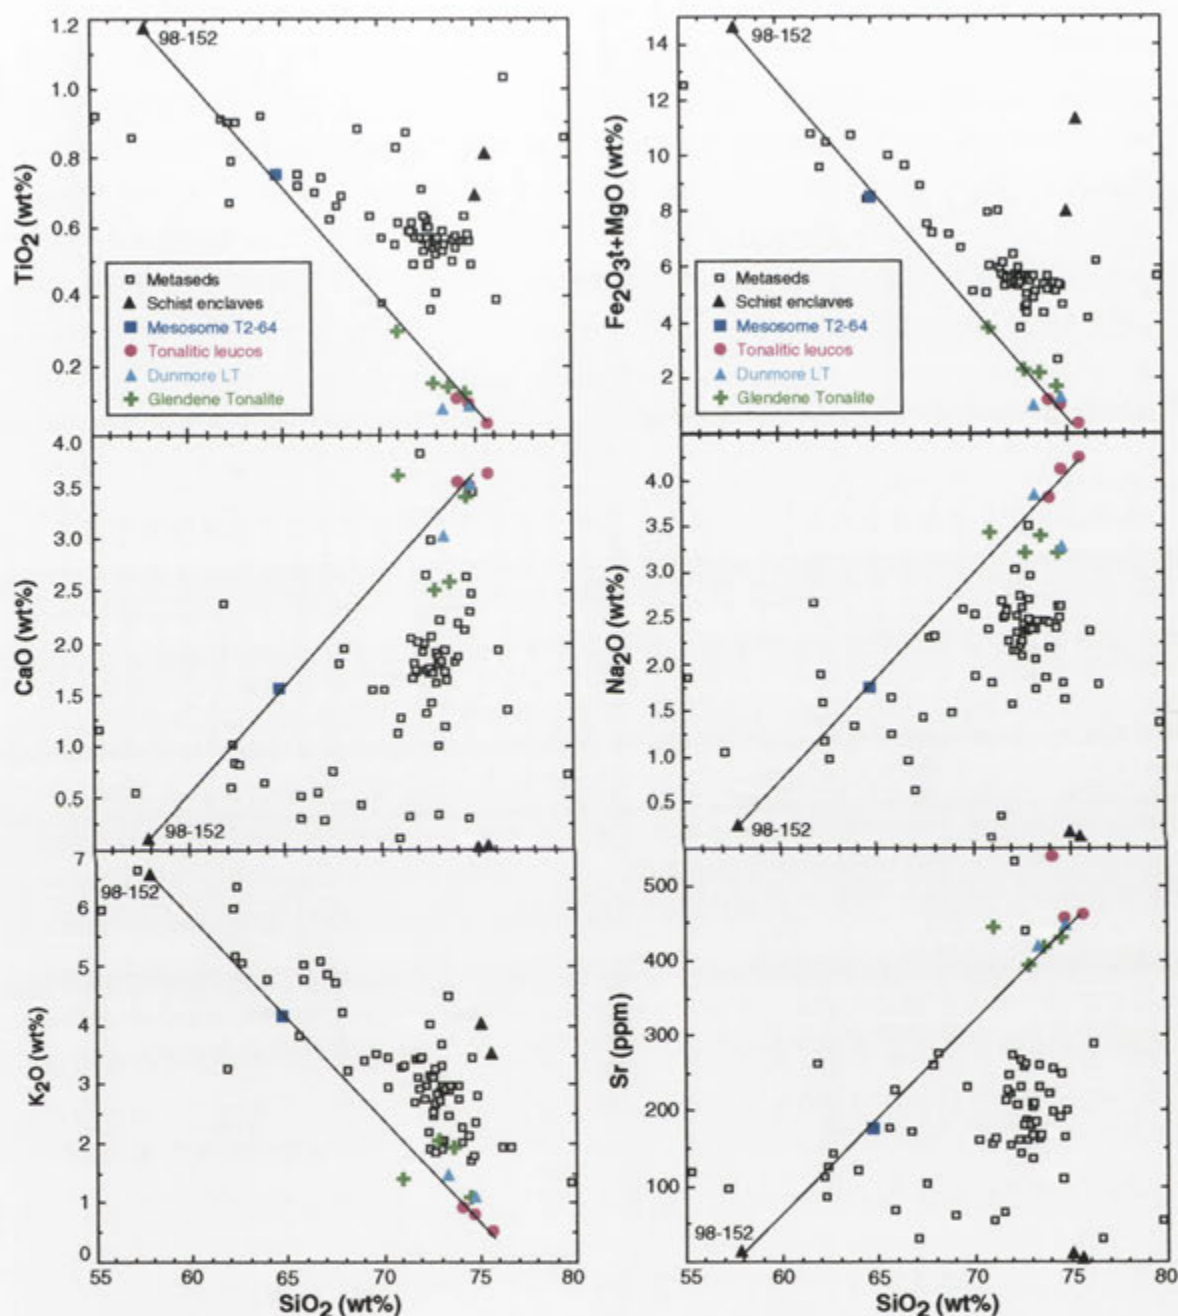 1.2
1.0
0.8
0.6
0.4
0.2
TiO2 (wt%)
98-152
Metaseds
Schist enclaves
Mesosome T2-64
Tonalitic leucos
Dunmore LT
Glendene Tonalite
14
12
10
8
6
4
2
Fe2O3t+MgO (wt%)
98-152
Metaseds
Schist enclaves
Mesosome T2-64
Tonalitic leucos
Dunmore LT
Glendene Tonalite
4.0
3.5
3.0
2.5
2.0
1.5
1.0
0.5
CaO (wt%)
98-152
4.0
3.5
3.0
2.5
2.0
1.5
1.0
0.5
Na2O (wt%)
98-152
7
6
5
4
3
2
1
0
K2O (wt%)
98-152
55 60 65 70 75 80
SiO2 (wt%)
500
400
300
200
100
Sr (ppm)
98-152
55 60 65 70 75 80
SiO2 (wt%)